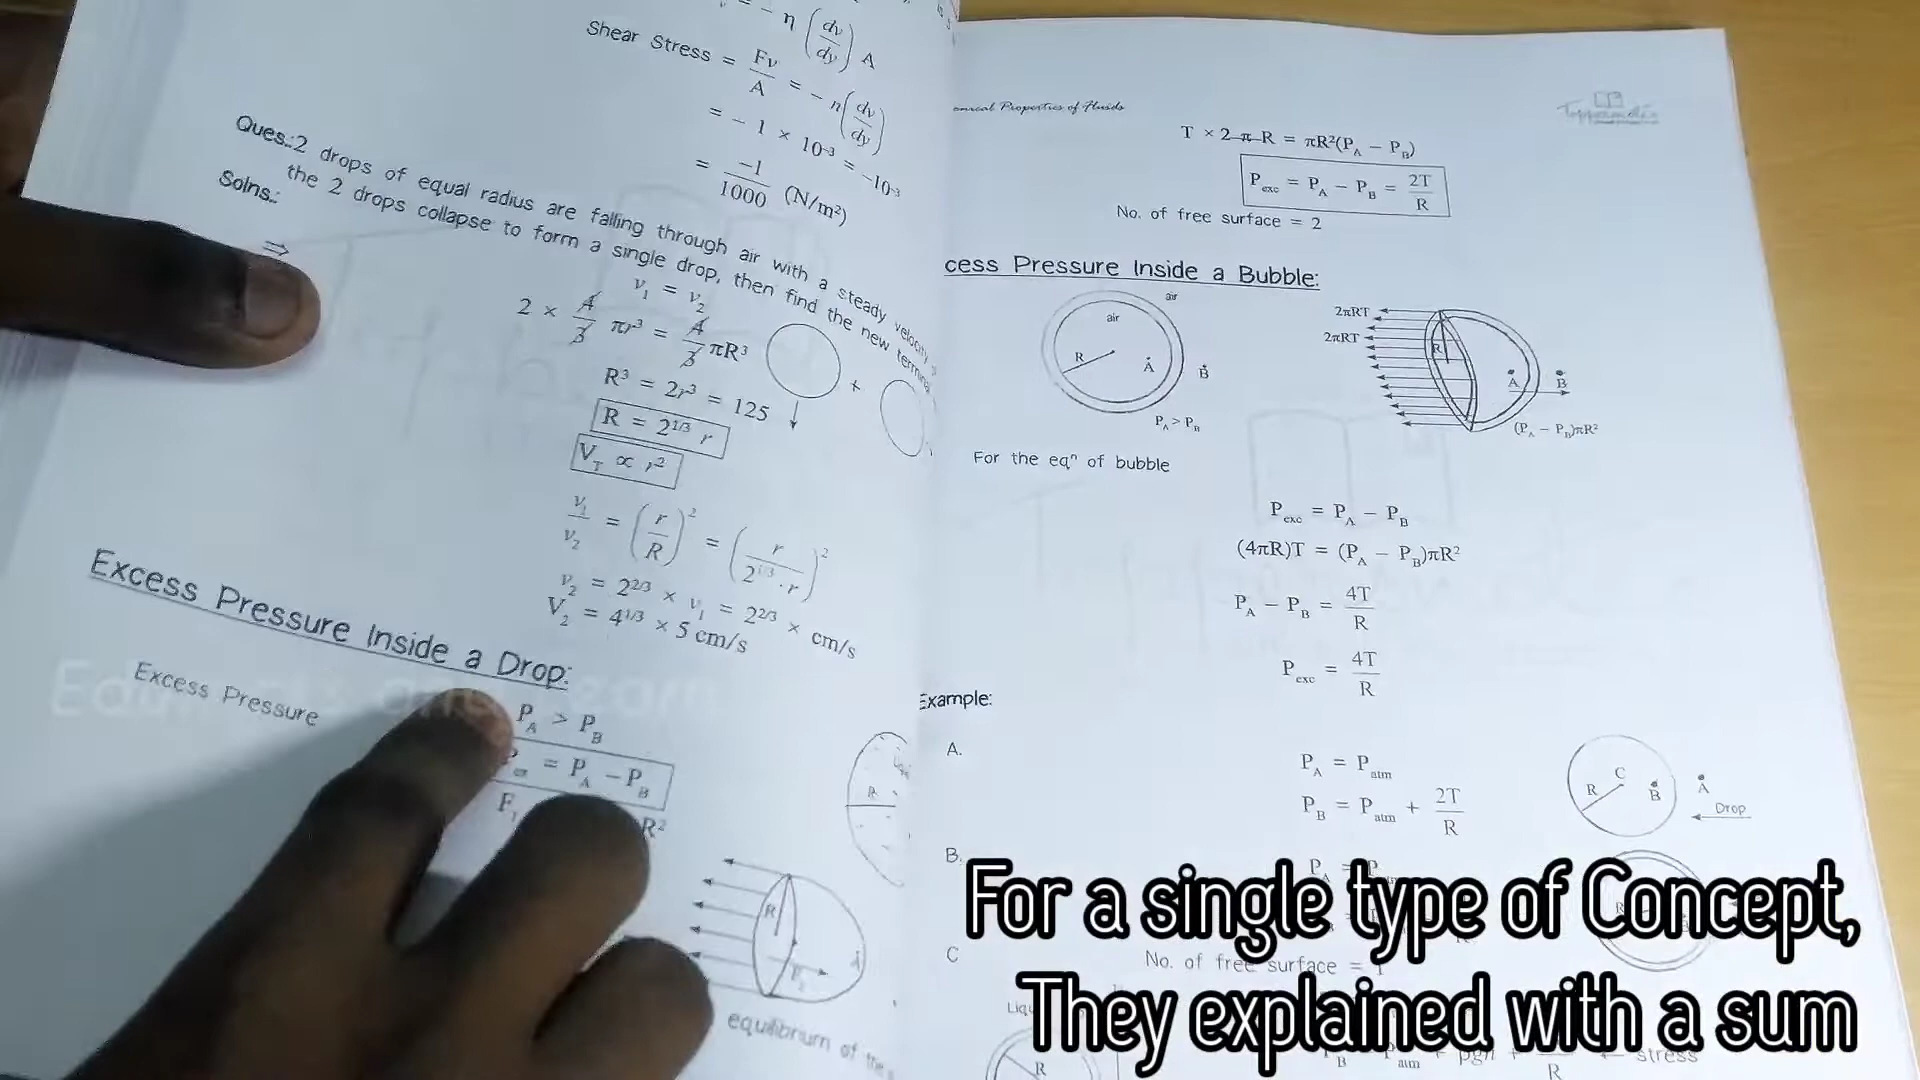 = - η (dv/dy) A
Shear Stress = Fv/A = - η(dv/dy)
= - 1 × 10-3 = -10-3
= -1/1000 (N/m²)
Ques.:2 drops of equal radius are falling through air with a steady velocity
the 2 drops collapse to form a single drop, then find the new
Solns.:
⇒ v1 = v2
2 × 4/3 πr³ = 4/3 πR³
+
R³ = 2r³ = 125
R = 2^1/3 r
VT ∝ r²
v1/v2 = (r/R)² = (r/2^1/3 · r)²
v2 = 2^2/3 × v1 = 2^2/3 × cm/s
V2 = 4^1/3 × 5 cm/s
Excess Pressure Inside a Drop:
Excess Pressure
PA > PB
= PA – PB
F1
R²
R
R
equilibrium of the
Properties of Fluids
T × 2 π R = πR²(PA – PB)
Pexc = PA – PB = 2T/R
No. of free surface = 2
cess Pressure Inside a Bubble:
air
air
R
A
B
PA > PB
2πRT
2πRT
R
A
B
(PA – PB)πR²
For the eqⁿ of bubble
Pexc = PA – PB
(4πR)T = (PA – PB)πR²
PA – PB = 4T/R
Pexc = 4T/R
Example:
A.
PA = Patm
PB = Patm + 2T/R
C
R
B
A
Drop
B.
PA =
For a single type of Concept,
C
No. of free surface = 1
They explained with a sum
R
stress
R